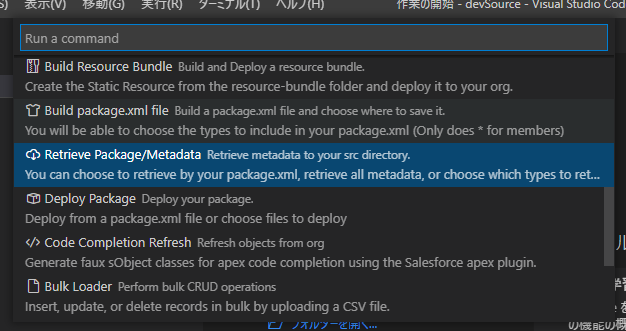 表示(V) 移動(G) 実行(R) ターミナル(T) ヘルプ(H) 作業の開始 - devSource - Visual Studio Cod
Run a command
Build Resource Bundle Build and Deploy a resource bundle.
Create the Static Resource from the resource-bundle folder and deploy it to your org.
Build package.xml file Build a package.xml file and choose where to save it.
You will be able to choose the types to include in your package.xml (Only does * for members)
Retrieve Package/Metadata Retrieve metadata to your src directory.
You can choose to retrieve by your package.xml, retrieve all metadata, or choose which types to ret...
Deploy Package Deploy your package.
Deploy from a package.xml file or choose files to deploy
Code Completion Refresh Refresh objects from org
Generate faux sObject classes for apex code completion using the Salesforce apex plugin.
Bulk Loader Perform bulk CRUD operations
Insert, update, or delete records in bulk by uploading a CSV file.
フォルダーを開く...
の機能の概